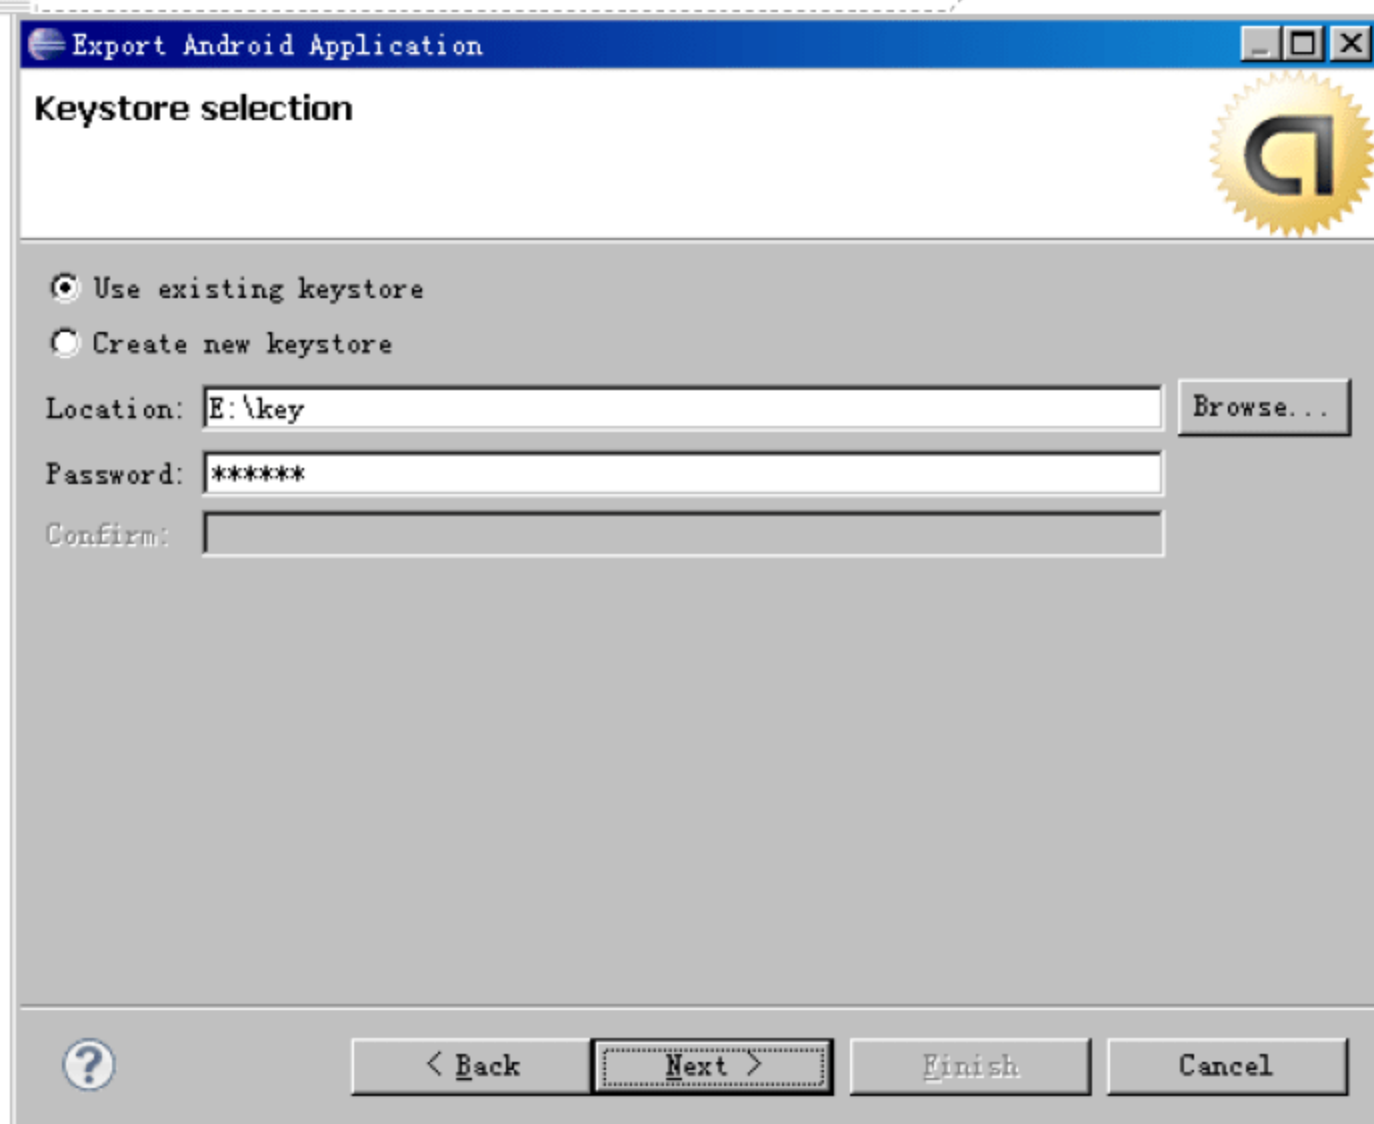 Export Android Application
Keystore selection
Use existing keystore
Create new keystore
Location: E:\key Browse...
Password: ******
Confirm:
? < Back Next > Finish Cancel